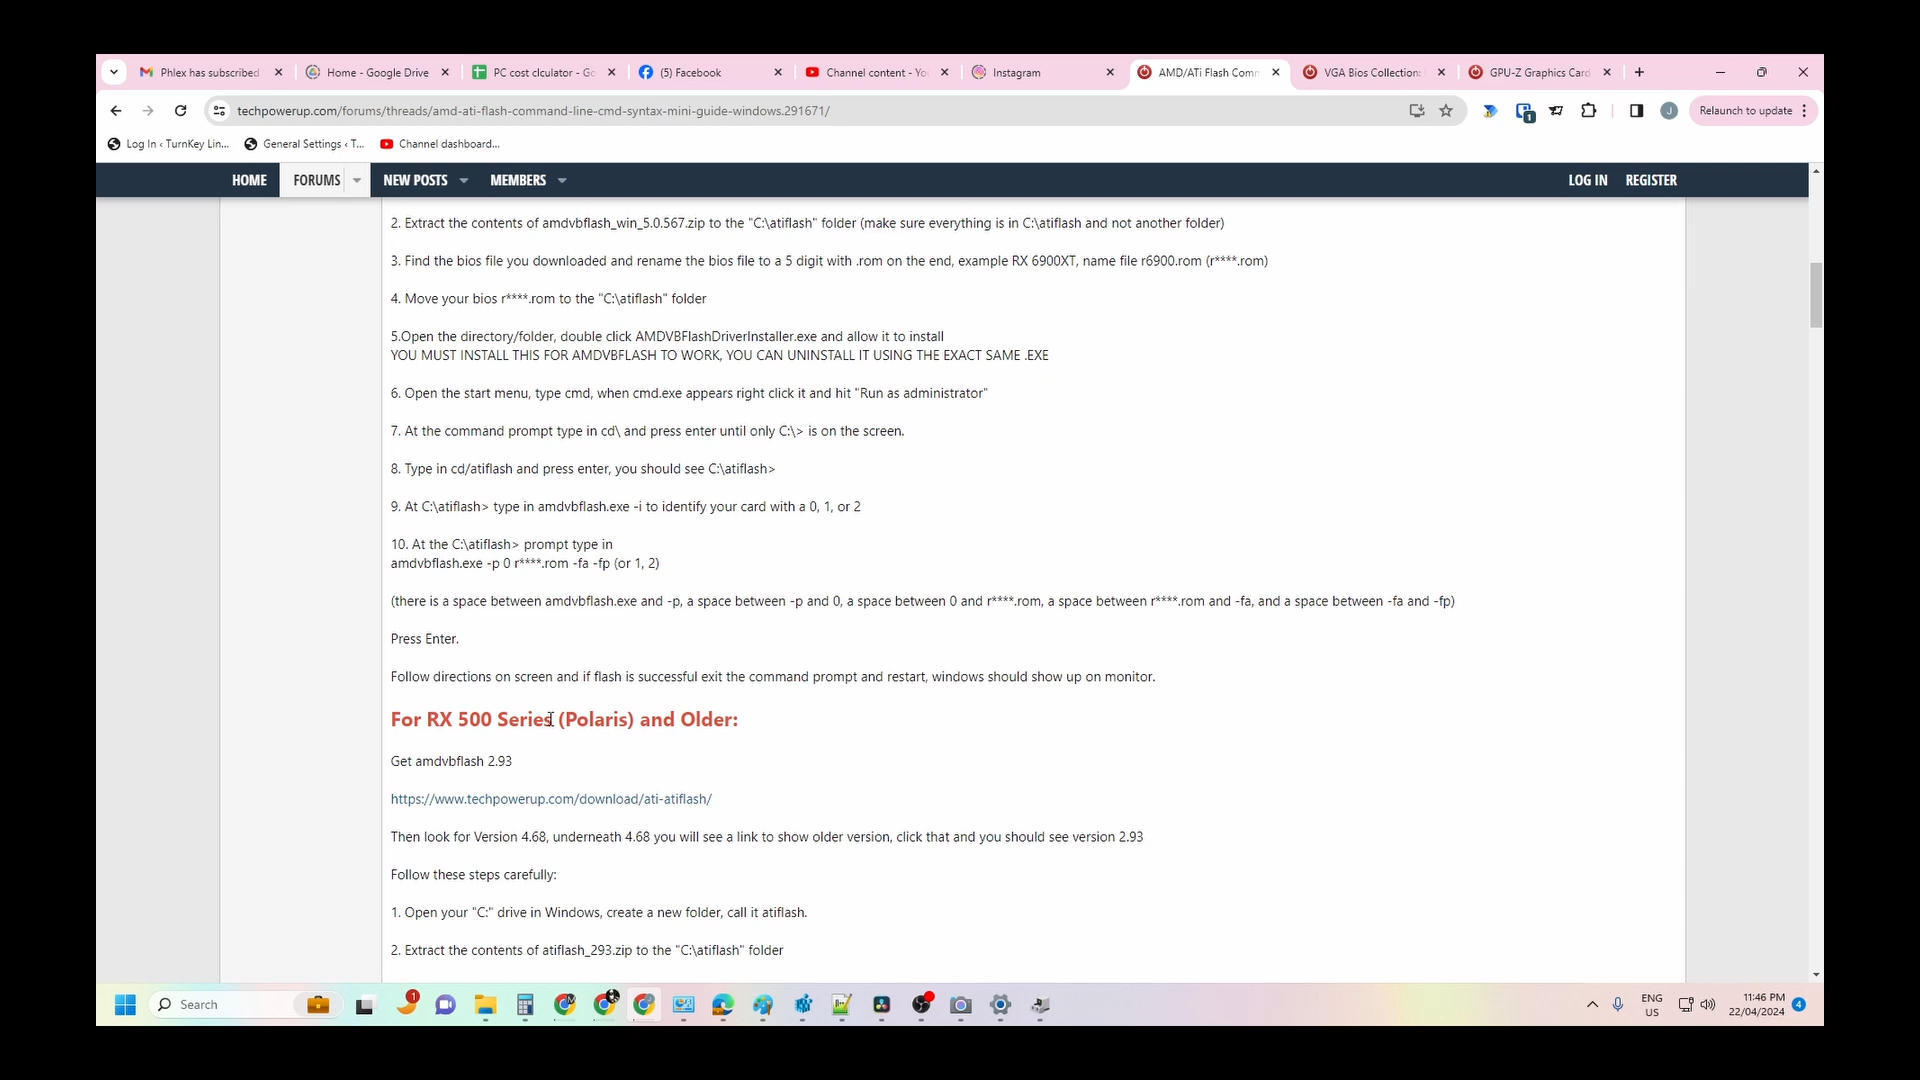 Phlex has subscribed
Home - Google Drive
PC cost clculator - Go
(5) Facebook
Channel content - You
Instagram
AMD/ATi Flash Comm
VGA Bios Collection:
GPU-Z Graphics Card
techpowerup.com/forums/threads/amd-ati-flash-command-line-cmd-syntax-mini-guide-windows.291671/
1
J
Relaunch to update
Log In ‹ TurnKey Lin...
General Settings ‹ T...
Channel dashboard...
HOME
FORUMS
NEW POSTS
MEMBERS
LOG IN
REGISTER
2. Extract the contents of amdvbflash_win_5.0.567.zip to the "C:\atiflash" folder (make sure everything is in C:\atiflash and not another folder)
3. Find the bios file you downloaded and rename the bios file to a 5 digit with .rom on the end, example RX 6900XT, name file r6900.rom (r****.rom)
4. Move your bios r****.rom to the "C:\atiflash" folder
5.Open the directory/folder, double click AMDVBFlashDriverInstaller.exe and allow it to install
YOU MUST INSTALL THIS FOR AMDVBFLASH TO WORK, YOU CAN UNINSTALL IT USING THE EXACT SAME .EXE
6. Open the start menu, type cmd, when cmd.exe appears right click it and hit "Run as administrator"
7. At the command prompt type in cd\ and press enter until only C:\> is on the screen.
8. Type in cd/atiflash and press enter, you should see C:\atiflash>
9. At C:\atiflash> type in amdvbflash.exe -i to identify your card with a 0, 1, or 2
10. At the C:\atiflash> prompt type in
amdvbflash.exe -p 0 r****.rom -fa -fp (or 1, 2)
(there is a space between amdvbflash.exe and -p, a space between -p and 0, a space between 0 and r****.rom, a space between r****.rom and -fa, and a space between -fa and -fp)
Press Enter.
Follow directions on screen and if flash is successful exit the command prompt and restart, windows should show up on monitor.
For RX 500 Series (Polaris) and Older:
Get amdvbflash 2.93
https://www.techpowerup.com/download/ati-atiflash/
Then look for Version 4.68, underneath 4.68 you will see a link to show older version, click that and you should see version 2.93
Follow these steps carefully:
1. Open your "C:" drive in Windows, create a new folder, call it atiflash.
2. Extract the contents of atiflash_293.zip to the "C:\atiflash" folder
Search
1
ENG
US
11:46 PM
22/04/2024
4